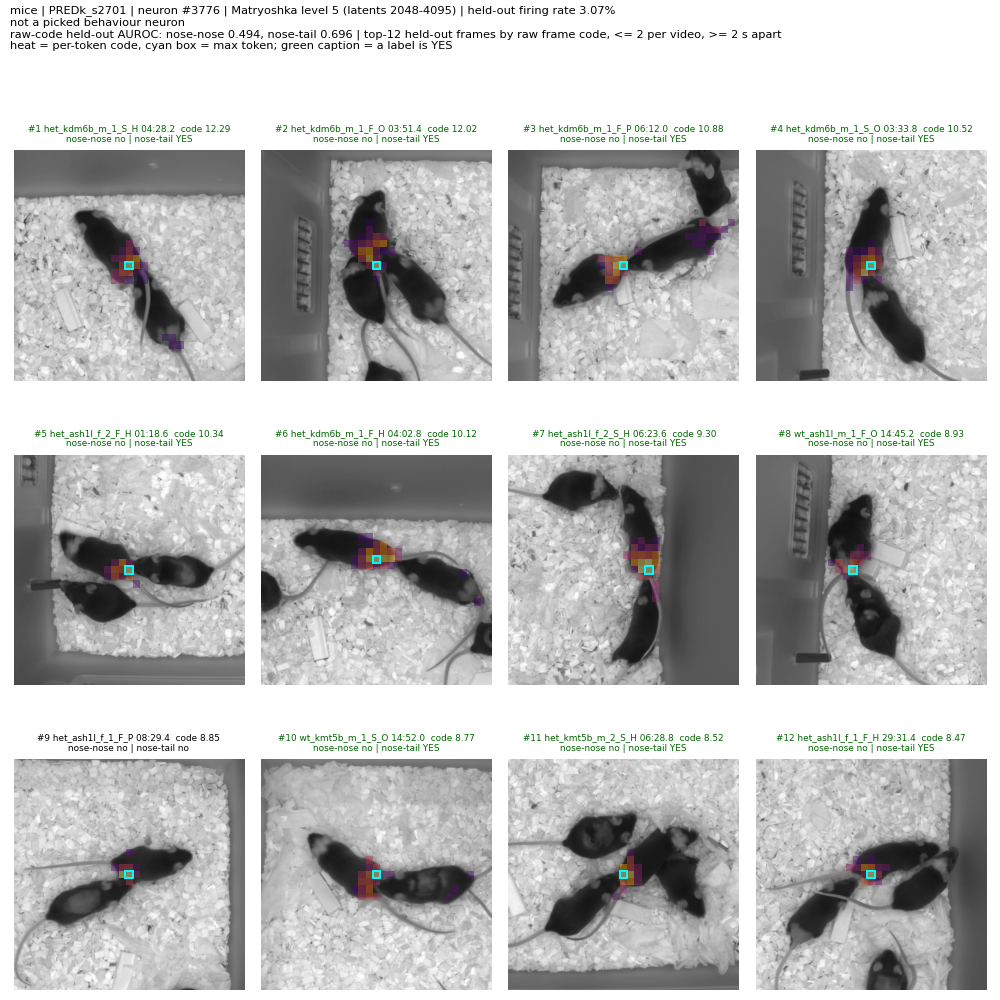 mice | PREDk_s2701 | neuron #3776 | Matryoshka level 5 (latents 2048-4095) | held-out firing rate 3.07%
not a picked behaviour neuron
raw-code held-out AUROC: nose-nose 0.494, nose-tail 0.696 | top-12 held-out frames by raw frame code, <= 2 per video, >= 2 s apart
heat = per-token code, cyan box = max token; green caption = a label is YES
#1 het_kdm6b_m_1_S_H 04:28.2  code 12.29
nose-nose no | nose-tail YES
#2 het_kdm6b_m_1_F_O 03:51.4  code 12.02
nose-nose no | nose-tail YES
#3 het_kdm6b_m_1_F_P 06:12.0  code 10.88
nose-nose no | nose-tail YES
#4 het_kdm6b_m_1_S_O 03:33.8  code 10.52
nose-nose no | nose-tail YES
#5 het_ash1l_f_2_F_H 01:18.6  code 10.34
nose-nose no | nose-tail YES
#6 het_kdm6b_m_1_F_H 04:02.8  code 10.12
nose-nose no | nose-tail YES
#7 het_ash1l_f_2_S_H 06:23.6  code 9.30
nose-nose no | nose-tail YES
#8 wt_ash1l_m_1_F_O 14:45.2  code 8.93
nose-nose no | nose-tail YES
#9 het_ash1l_f_1_F_P 08:29.4  code 8.85
nose-nose no | nose-tail no
#10 wt_kmt5b_m_1_S_O 14:52.0  code 8.77
nose-nose no | nose-tail YES
#11 het_kmt5b_m_2_S_H 06:28.8  code 8.52
nose-nose no | nose-tail YES
#12 het_ash1l_f_1_F_H 29:31.4  code 8.47
nose-nose no | nose-tail YES